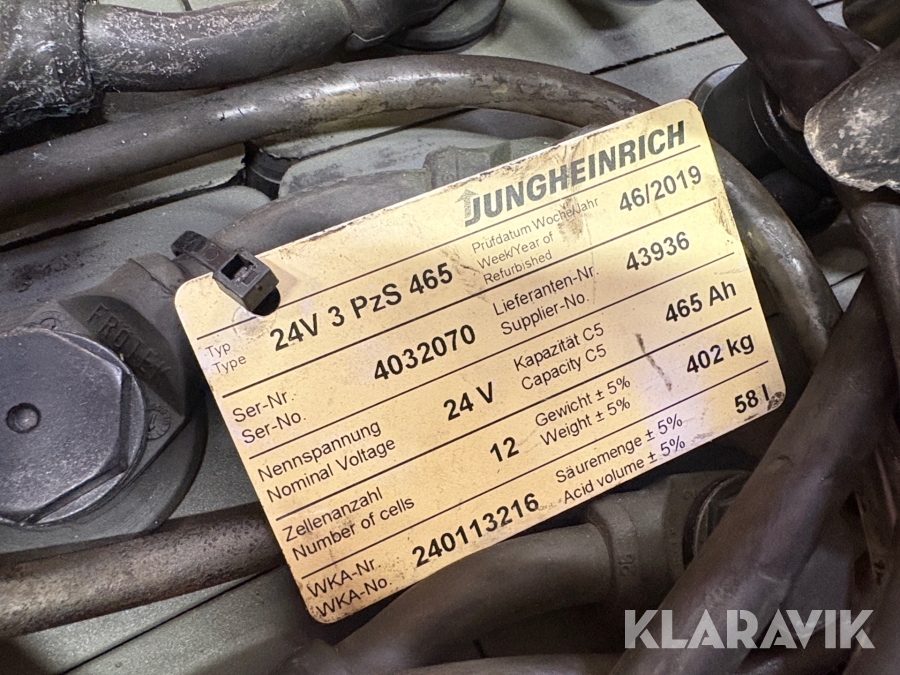 JUNGHEINRICH
Typ
Type
24V 3 PzS 465
Prüfdatum Woche/Jahr
Week/Year of
Refurbished
46/2019
Ser-Nr.
Ser-No.
4032070
Lieferanten-Nr.
Supplier-No.
43936
Nennspannung
Nominal Voltage
24 V
Kapazität C5
Capacity C5
465 Ah
Zellenanzahl
Number of cells
12
Gewicht ± 5%
Weight ± 5%
402 kg
WKA-Nr.
WKA-No.
240113216
Säuremenge ± 5%
Acid volume ± 5%
58 l
FROTEK
KLARAVIK